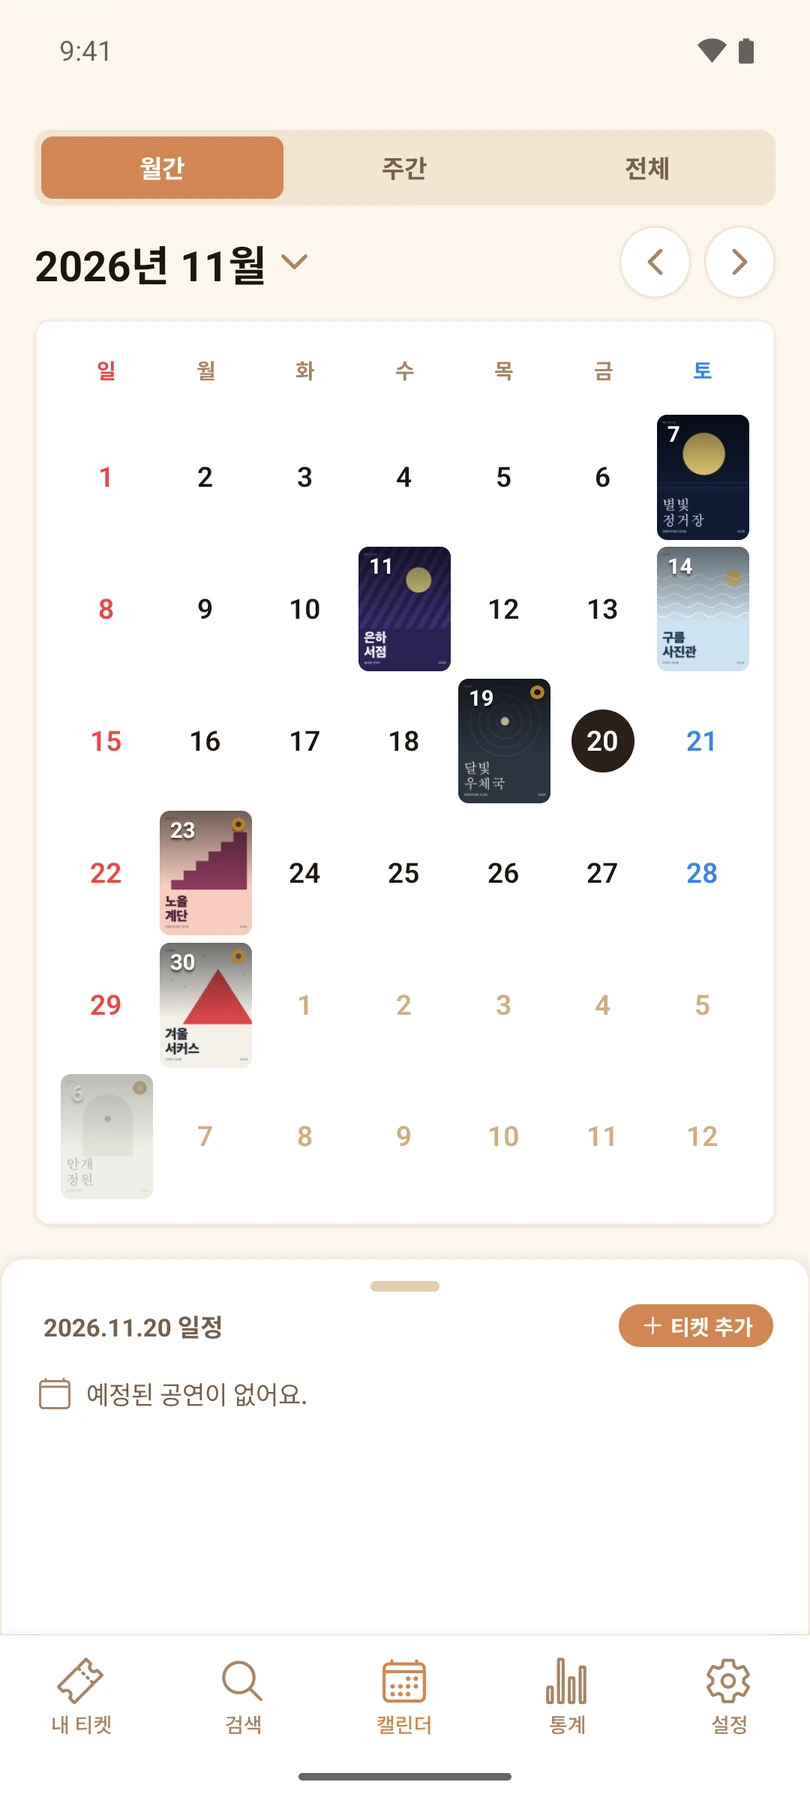 9:41
월간 주간 전체
2026년 11월
일 월 화 수 목 금 토
1 2 3 4 5 6 7
별빛
정거장
8 9 10 11 12 13 14
은하
서점
구름
사진관
15 16 17 18 19 20 21
달빛
우체국
22 23 24 25 26 27 28
노을
계단
29 30 1 2 3 4 5
겨울
서커스
6 7 8 9 10 11 12
안개
정원
2026.11.20 일정
+ 티켓 추가
예정된 공연이 없어요.
내 티켓 검색 캘린더 통계 설정